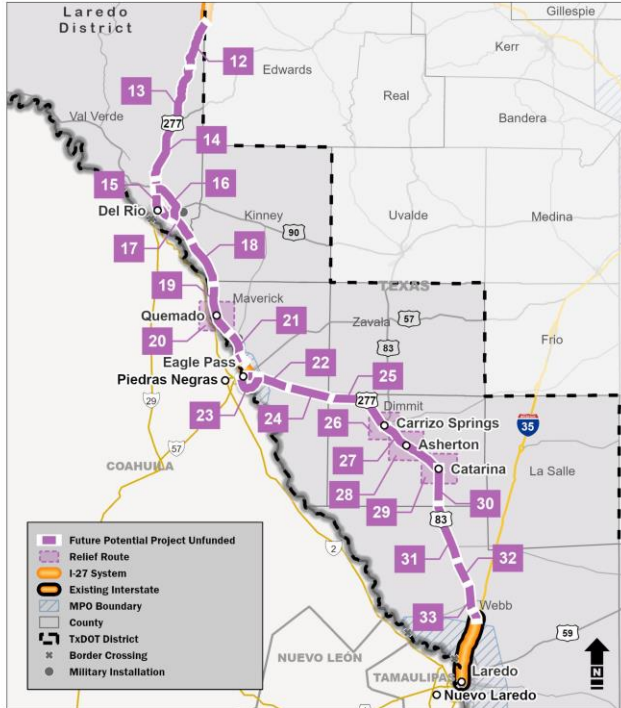 Laredo
District
Gillespie
Kerr
12
Edwards
Real
Bandera
13
Val Verde
277
14
15
16
Kinney
Uvalde
Medina
Del Rio
90
17
18
TEXAS
19
Maverick
57
21
Zavala
Quemado
Frio
20
83
Eagle Pass
22
25
Piedras Negras
277
Dimmit
35
23
24
26
Carrizo Springs
29
27
Asherton
57
COAHUILA
28
Catarina
La Salle
29
30
83
Future Potential Project Unfunded
Relief Route
I-27 System
Existing Interstate
MPO Boundary
County
TxDOT District
Border Crossing
Military Installation
2
31
32
33
Webb
59
NUEVO LEÓN
N
TAMAULIPAS
Laredo
Nuevo Laredo